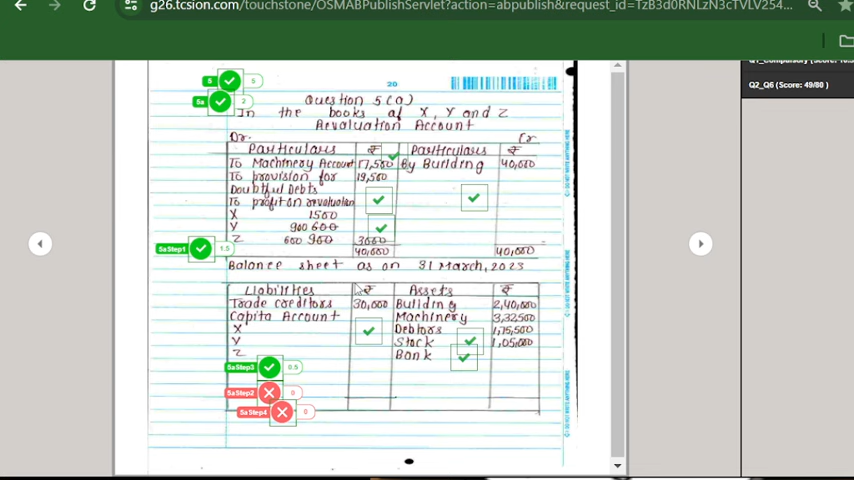 g26.tcsion.com/touchstone/OSMABPublishServlet?action=abpublish&request_id=TzB3d0RNLzN3cTVLV254...
Q2_Q6 (Score: 49/80 )
5 5
20
5a 2
Question 5(a)
In the books of X, Y and Z
Revaluation Account
Dr. Cr
Particulars ₹ Particulars ₹
To Machinery Account 17,500 By Building 40,000
To provision for 19,500
Doubtful Debts
To profit on revaluation
X 1500
Y 900 600
Z 600 900 3000
5aStep1 1.5
40,000 40,000
Balance sheet as on 31 March, 2023
Liabilities ₹ Assets ₹
Trade creditors 30,000 Building 2,40,000
Capita Account Machinery 3,32,500
X Debtors 1,75,500
Y Stock 1,05,000
Z Bank
5aStep3 0.5
5aStep2 0
5aStep4 0